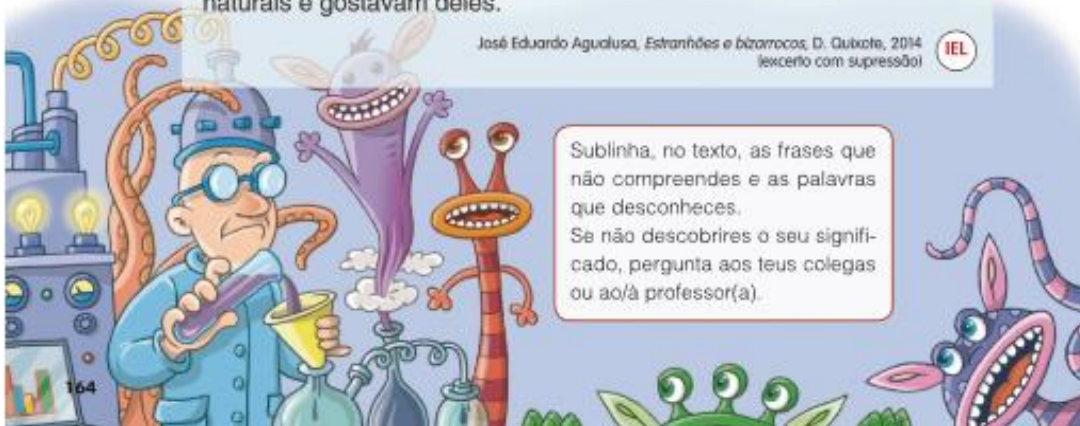 naturais e gostavam deles.
José Eduardo Agualusa, Estranhões e bizarrocos, D. Quixote, 2014
(excerto com supressão)
IEL
Sublinha, no texto, as frases que
não compreendes e as palavras
que desconheces.
Se não descobrires o seu signifi-
cado, pergunta aos teus colegas
ou ao/à professor(a).
164